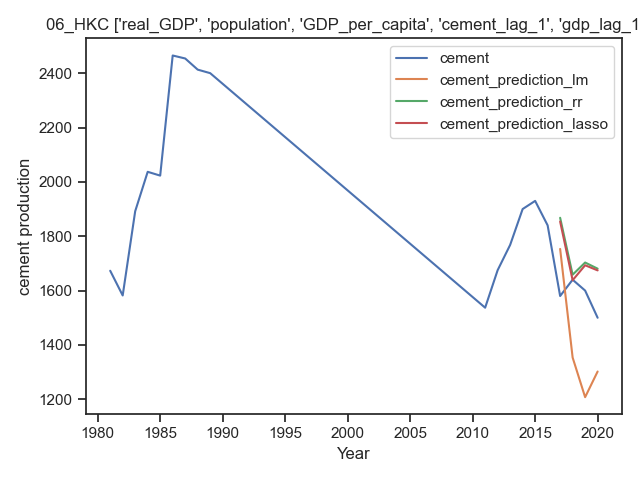 06_HKC ['real_GDP', 'population', 'GDP_per_capita', 'cement_lag_1', 'gdp_lag_1
cement
cement_prediction_lm
cement_prediction_rr
cement_prediction_lasso
cement production
2400
2200
2000
1800
1600
1400
1200
1980 1985 1990 1995 2000 2005 2010 2015 2020
Year